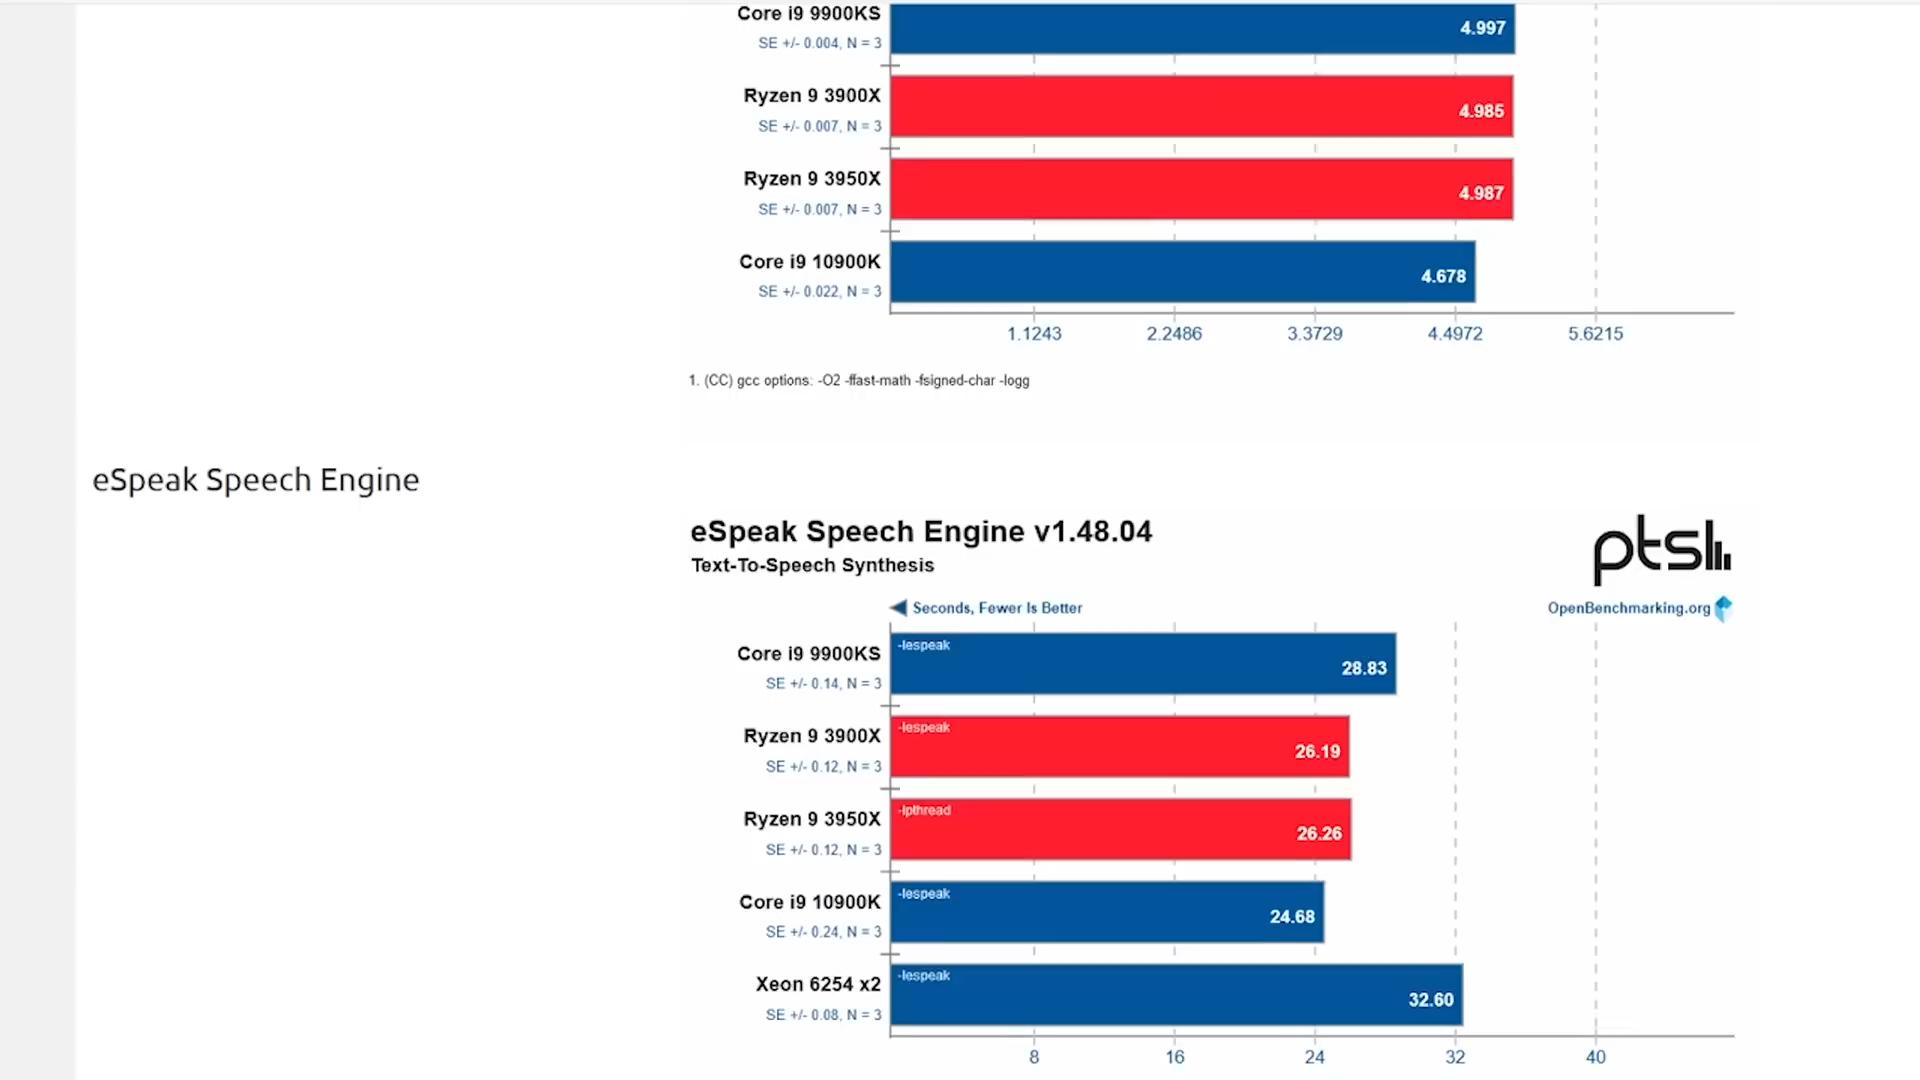 Core i9 9900KS
SE +/- 0.004, N = 3
4.997
Ryzen 9 3900X
SE +/- 0.007, N = 3
4.985
Ryzen 9 3950X
SE +/- 0.007, N = 3
4.987
Core i9 10900K
SE +/- 0.022, N = 3
4.678
1.1243 2.2486 3.3729 4.4972 5.6215
1. (CC) gcc options: -O2 -ffast-math -fsigned-char -logg
eSpeak Speech Engine
eSpeak Speech Engine v1.48.04
Text-To-Speech Synthesis
ptsl
Seconds, Fewer Is Better
OpenBenchmarking.org
Core i9 9900KS
SE +/- 0.14, N = 3
-lespeak
28.83
Ryzen 9 3900X
SE +/- 0.12, N = 3
-lespeak
26.19
Ryzen 9 3950X
SE +/- 0.12, N = 3
-lpthread
26.26
Core i9 10900K
SE +/- 0.24, N = 3
-lespeak
24.68
Xeon 6254 x2
SE +/- 0.08, N = 3
-lespeak
32.60
8 16 24 32 40